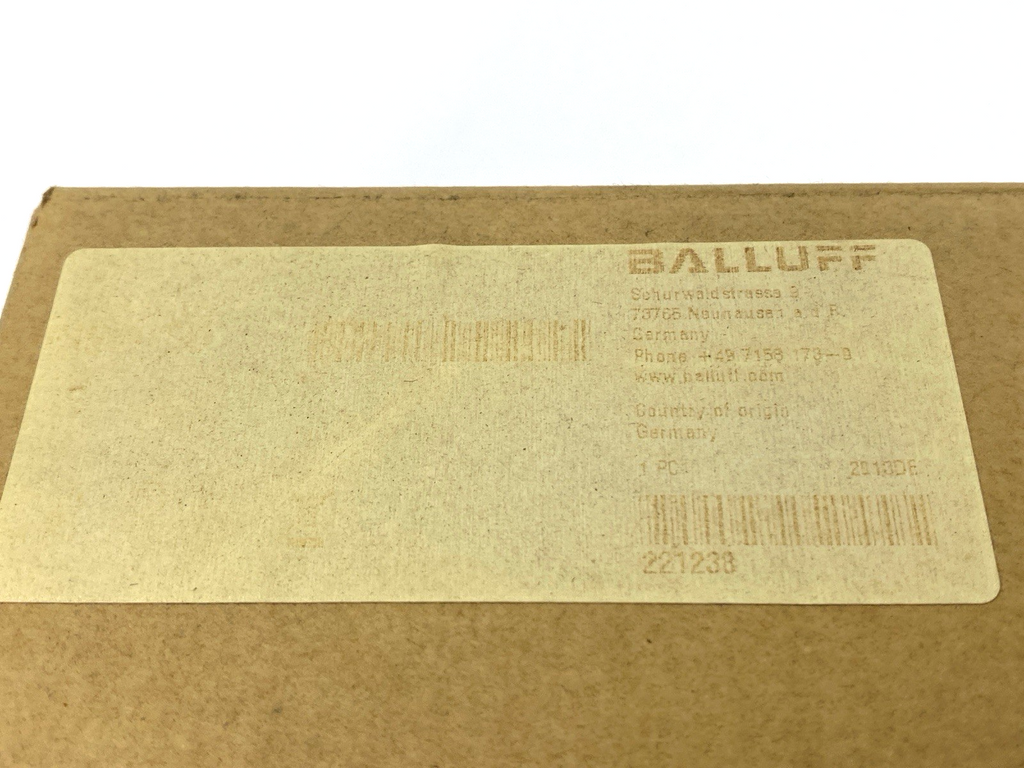 BALLUFF
Schurwaldstrasse 9
73765 Neuhausen a.d.F.
Germany
Phone +49 7158 173-0
www.balluff.com
Country of origin
Germany
1 PC
221238